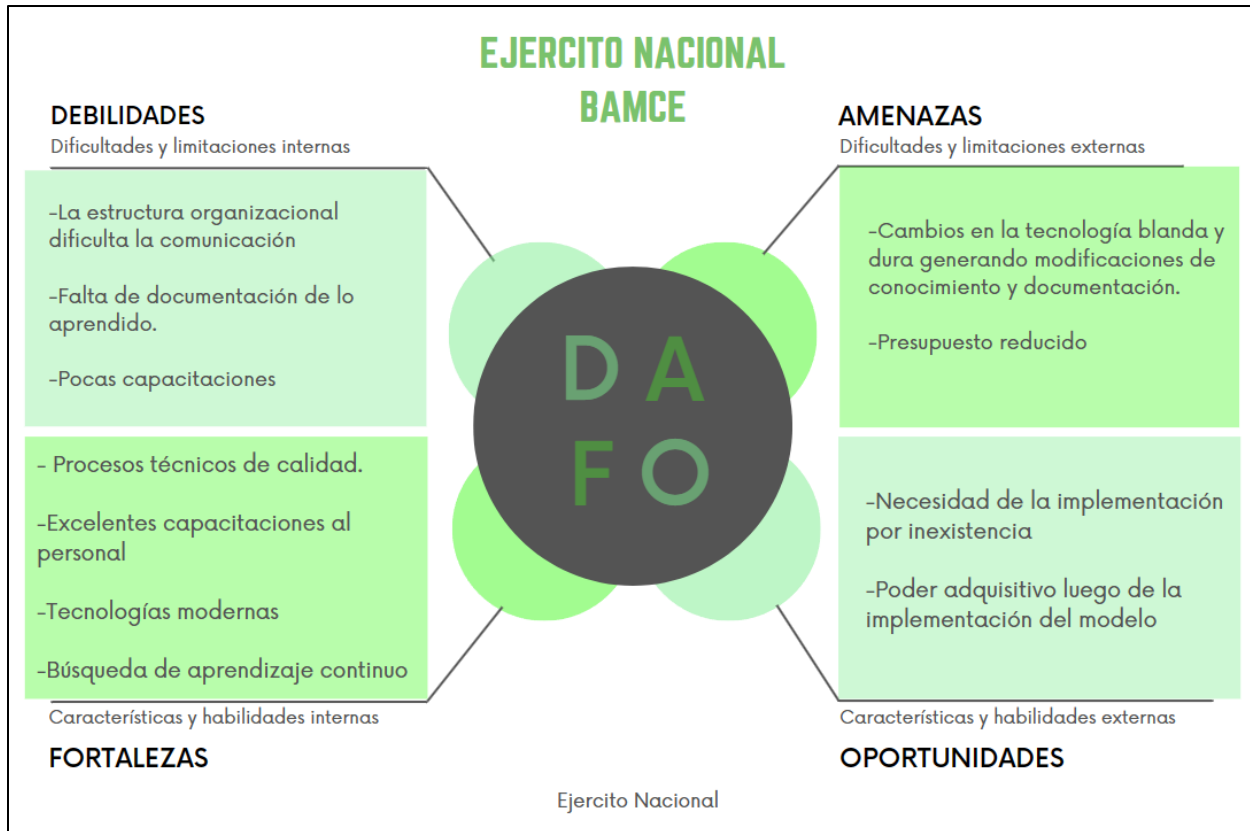 EJERCITO NACIONAL
BAMCE
DEBILIDADES
Dificultades y limitaciones internas
-La estructura organizacional
dificulta la comunicación
-Falta de documentación de lo
aprendido.
-Pocas capacitaciones
AMENAZAS
Dificultades y limitaciones externas
-Cambios en la tecnología blanda y
dura generando modificaciones de
conocimiento y documentación.
-Presupuesto reducido
D A
F O
- Procesos técnicos de calidad.
-Excelentes capacitaciones al
personal
-Tecnologías modernas
-Búsqueda de aprendizaje continuo
Características y habilidades internas
FORTALEZAS
-Necesidad de la implementación
por inexistencia
-Poder adquisitivo luego de la
implementación del modelo
Características y habilidades externas
OPORTUNIDADES
Ejercito Nacional